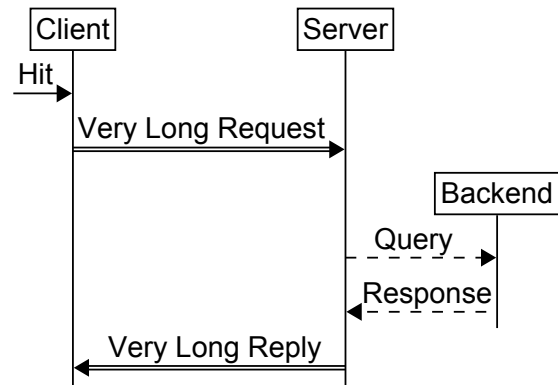 Client
Server
Hit
Very Long Request
Backend
Query
Response
Very Long Reply